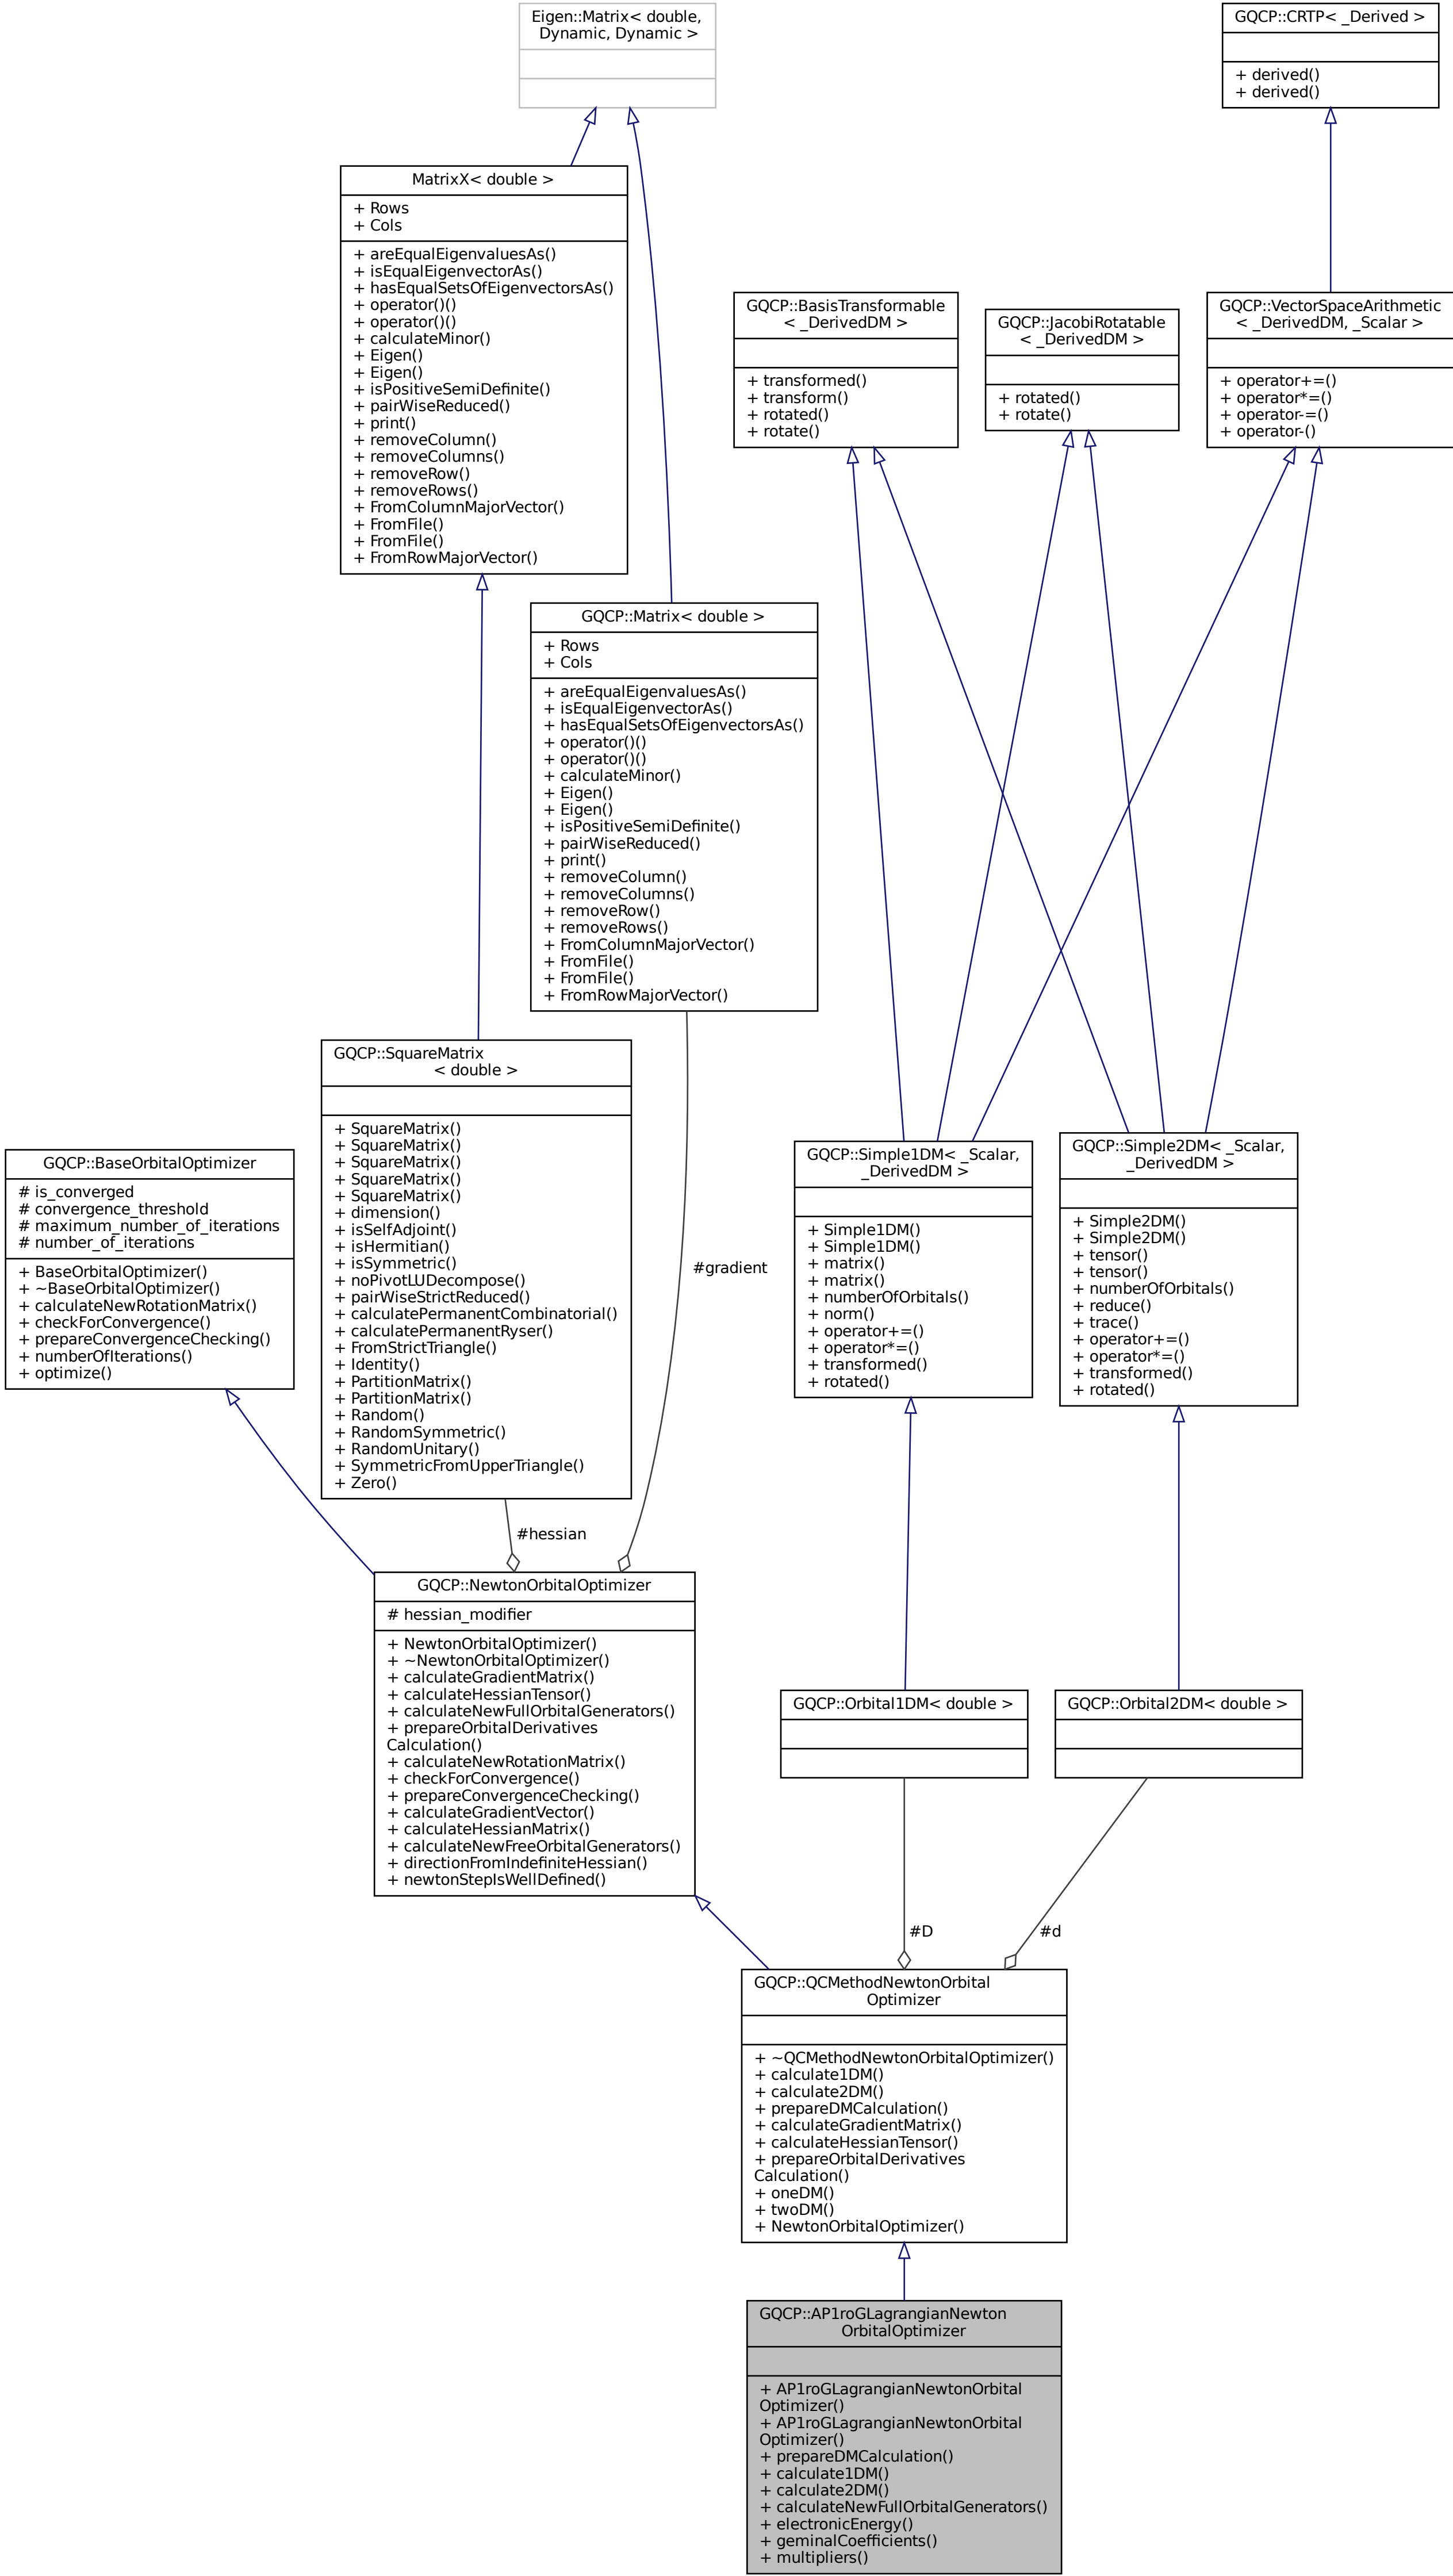 Eigen::Matrix< double,
Dynamic, Dynamic >
GQCP::CRTP< _Derived >
+ derived()
+ derived()
MatrixX< double >
+ Rows
+ Cols
+ areEqualEigenvaluesAs()
+ isEqualEigenvectorAs()
+ hasEqualSetsOfEigenvectorsAs()
+ operator()()
+ operator()()
+ calculateMinor()
+ Eigen()
+ Eigen()
+ isPositiveSemiDefinite()
+ pairWiseReduced()
+ print()
+ removeColumn()
+ removeColumns()
+ removeRow()
+ removeRows()
+ FromColumnMajorVector()
+ FromFile()
+ FromFile()
+ FromRowMajorVector()
GQCP::BasisTransformable
< _DerivedDM >
+ transformed()
+ transform()
+ rotated()
+ rotate()
GQCP::JacobiRotatable
< _DerivedDM >
+ rotated()
+ rotate()
GQCP::VectorSpaceArithmetic
< _DerivedDM, _Scalar >
+ operator+=()
+ operator*=()
+ operator-=()
+ operator-()
GQCP::Matrix< double >
+ Rows
+ Cols
+ areEqualEigenvaluesAs()
+ isEqualEigenvectorAs()
+ hasEqualSetsOfEigenvectorsAs()
+ operator()()
+ operator()()
+ calculateMinor()
+ Eigen()
+ Eigen()
+ isPositiveSemiDefinite()
+ pairWiseReduced()
+ print()
+ removeColumn()
+ removeColumns()
+ removeRow()
+ removeRows()
+ FromColumnMajorVector()
+ FromFile()
+ FromFile()
+ FromRowMajorVector()
GQCP::SquareMatrix
< double >
+ SquareMatrix()
+ SquareMatrix()
+ SquareMatrix()
+ SquareMatrix()
+ SquareMatrix()
+ dimension()
+ isSelfAdjoint()
+ isHermitian()
+ isSymmetric()
+ noPivotLUDecompose()
+ pairWiseStrictReduced()
+ calculatePermanentCombinatorial()
+ calculatePermanentRyser()
+ FromStrictTriangle()
+ Identity()
+ PartitionMatrix()
+ PartitionMatrix()
+ Random()
+ RandomSymmetric()
+ RandomUnitary()
+ SymmetricFromUpperTriangle()
+ Zero()
GQCP::BaseOrbitalOptimizer
# is_converged
# convergence_threshold
# maximum_number_of_iterations
# number_of_iterations
+ BaseOrbitalOptimizer()
+ ~BaseOrbitalOptimizer()
+ calculateNewRotationMatrix()
+ checkForConvergence()
+ prepareConvergenceChecking()
+ numberOfIterations()
+ optimize()
GQCP::Simple1DM< _Scalar,
_DerivedDM >
+ Simple1DM()
+ Simple1DM()
+ matrix()
+ matrix()
+ numberOfOrbitals()
+ norm()
+ operator+=()
+ operator*=()
+ transformed()
+ rotated()
GQCP::Simple2DM< _Scalar,
_DerivedDM >
+ Simple2DM()
+ Simple2DM()
+ tensor()
+ tensor()
+ numberOfOrbitals()
+ reduce()
+ trace()
+ operator+=()
+ operator*=()
+ transformed()
+ rotated()
#gradient
#hessian
GQCP::NewtonOrbitalOptimizer
# hessian_modifier
+ NewtonOrbitalOptimizer()
+ ~NewtonOrbitalOptimizer()
+ calculateGradientMatrix()
+ calculateHessianTensor()
+ calculateNewFullOrbitalGenerators()
+ prepareOrbitalDerivatives
Calculation()
+ calculateNewRotationMatrix()
+ checkForConvergence()
+ prepareConvergenceChecking()
+ calculateGradientVector()
+ calculateHessianMatrix()
+ calculateNewFreeOrbitalGenerators()
+ directionFromIndefiniteHessian()
+ newtonStepIsWellDefined()
GQCP::Orbital1DM< double >
GQCP::Orbital2DM< double >
#D
#d
GQCP::QCMethodNewtonOrbital
Optimizer
+ ~QCMethodNewtonOrbitalOptimizer()
+ calculate1DM()
+ calculate2DM()
+ prepareDMCalculation()
+ calculateGradientMatrix()
+ calculateHessianTensor()
+ prepareOrbitalDerivatives
Calculation()
+ oneDM()
+ twoDM()
+ NewtonOrbitalOptimizer()
GQCP::AP1roGLagrangianNewton
OrbitalOptimizer
+ AP1roGLagrangianNewtonOrbital
Optimizer()
+ AP1roGLagrangianNewtonOrbital
Optimizer()
+ prepareDMCalculation()
+ calculate1DM()
+ calculate2DM()
+ calculateNewFullOrbitalGenerators()
+ electronicEnergy()
+ geminalCoefficients()
+ multipliers()